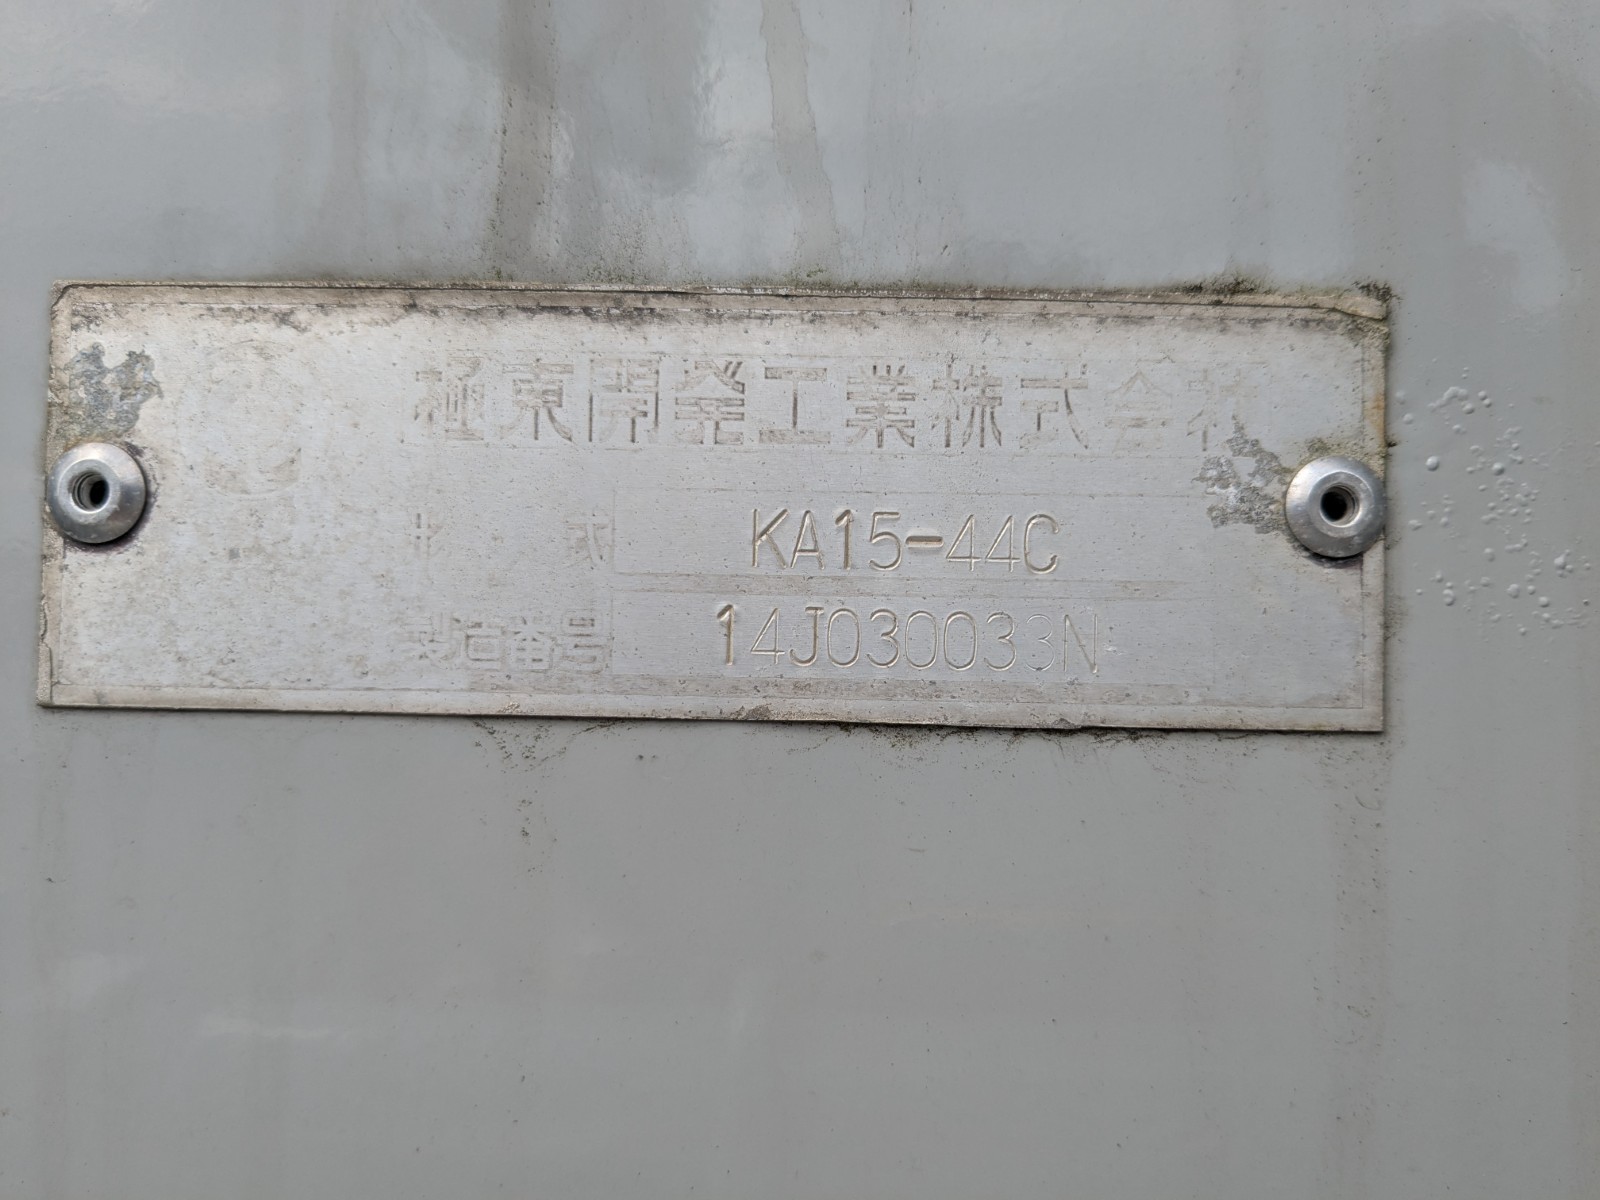 極東開発工業株式会社
形式 KA15-44C
製造番号 14J030033N